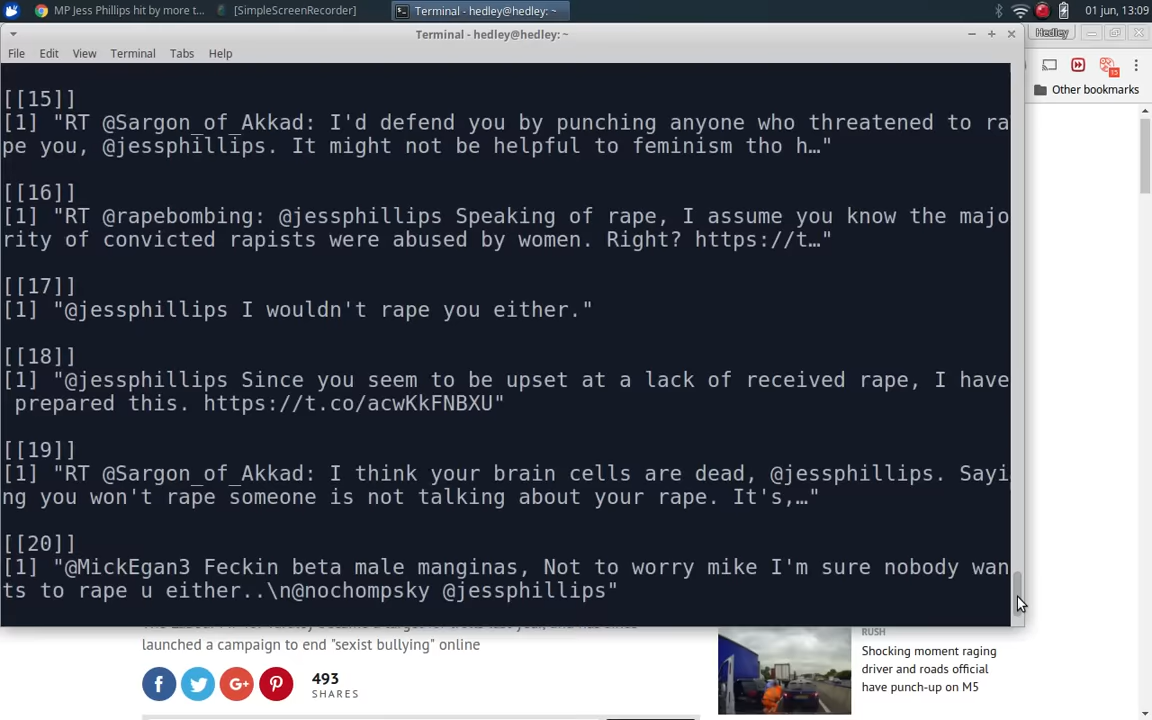 MP Jess Phillips hit by more t...
[SimpleScreenRecorder]
Terminal - hedley@hedley: ~
01 jun, 13:09
Terminal - hedley@hedley: ~
Hedley
File Edit View Terminal Tabs Help
15
Other bookmarks
[[15]]
[1] "RT @Sargon_of_Akkad: I'd defend you by punching anyone who threatened to ra
pe you, @jessphillips. It might not be helpful to feminism tho h…"
[[16]]
[1] "RT @rapebombing: @jessphillips Speaking of rape, I assume you know the majo
rity of convicted rapists were abused by women. Right? https://t…"
[[17]]
[1] "@jessphillips I wouldn't rape you either."
[[18]]
[1] "@jessphillips Since you seem to be upset at a lack of received rape, I have
prepared this. https://t.co/acwKkFNBXU"
[[19]]
[1] "RT @Sargon_of_Akkad: I think your brain cells are dead, @jessphillips. Sayi
ng you won't rape someone is not talking about your rape. It's,…"
[[20]]
[1] "@MickEgan3 Feckin beta male manginas, Not to worry mike I'm sure nobody wan
ts to rape u either..\n@nochompsky @jessphillips"
launched a campaign to end "sexist bullying" online
493
SHARES
RUSH
Shocking moment raging
driver and roads official
have punch-up on M5